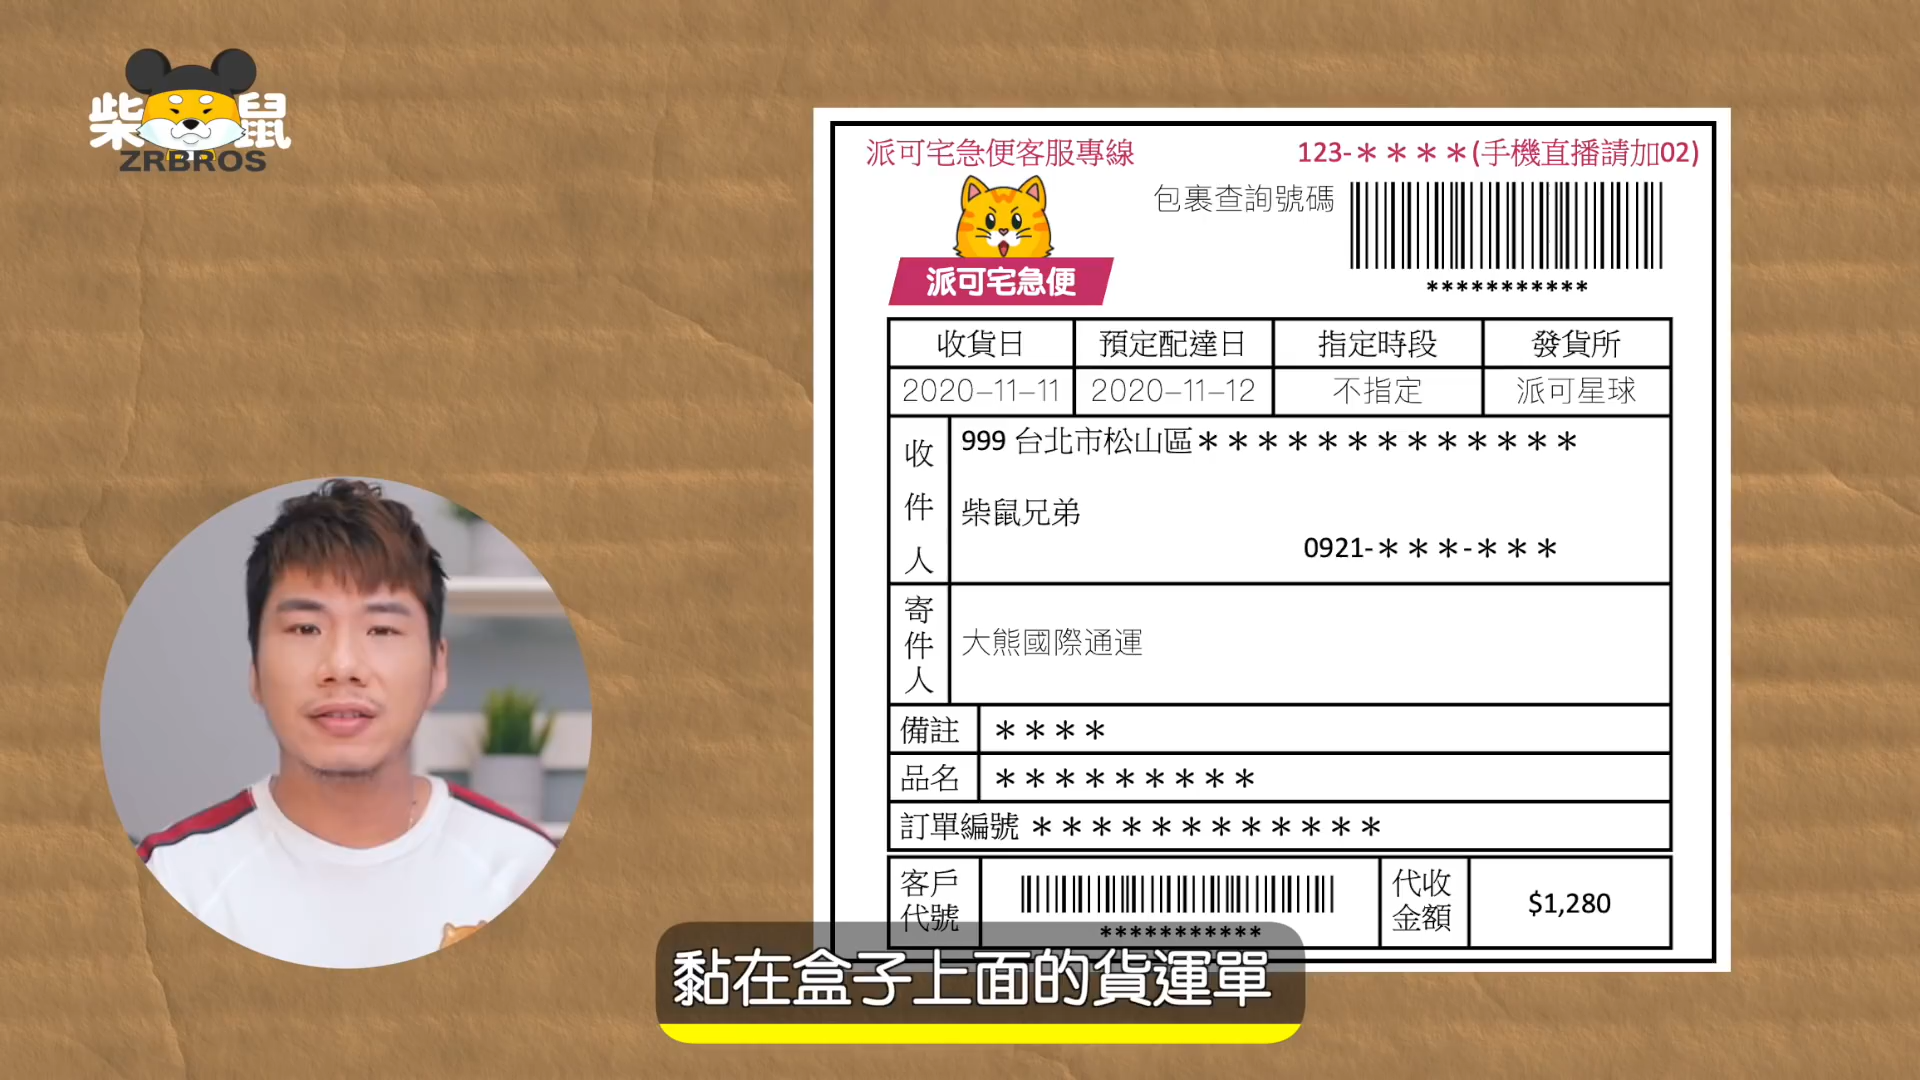 柴鼠
ZRBROS
派可宅急便客服專線 123-＊＊＊＊(手機直播請加02)
包裹查詢號碼
***********
派可宅急便
收貨日 預定配達日 指定時段 發貨所
2020-11-11 2020-11-12 不指定 派可星球
收件人
999 台北市松山區＊＊＊＊＊＊＊＊＊＊＊＊＊
柴鼠兄弟
0921-＊＊＊-＊＊＊
寄件人
大熊國際通運
備註 ＊＊＊＊
品名 ＊＊＊＊＊＊＊＊＊
訂單編號 ＊＊＊＊＊＊＊＊＊＊＊＊
客戶代號
***********
代收金額
$1,280
黏在盒子上面的貨運單